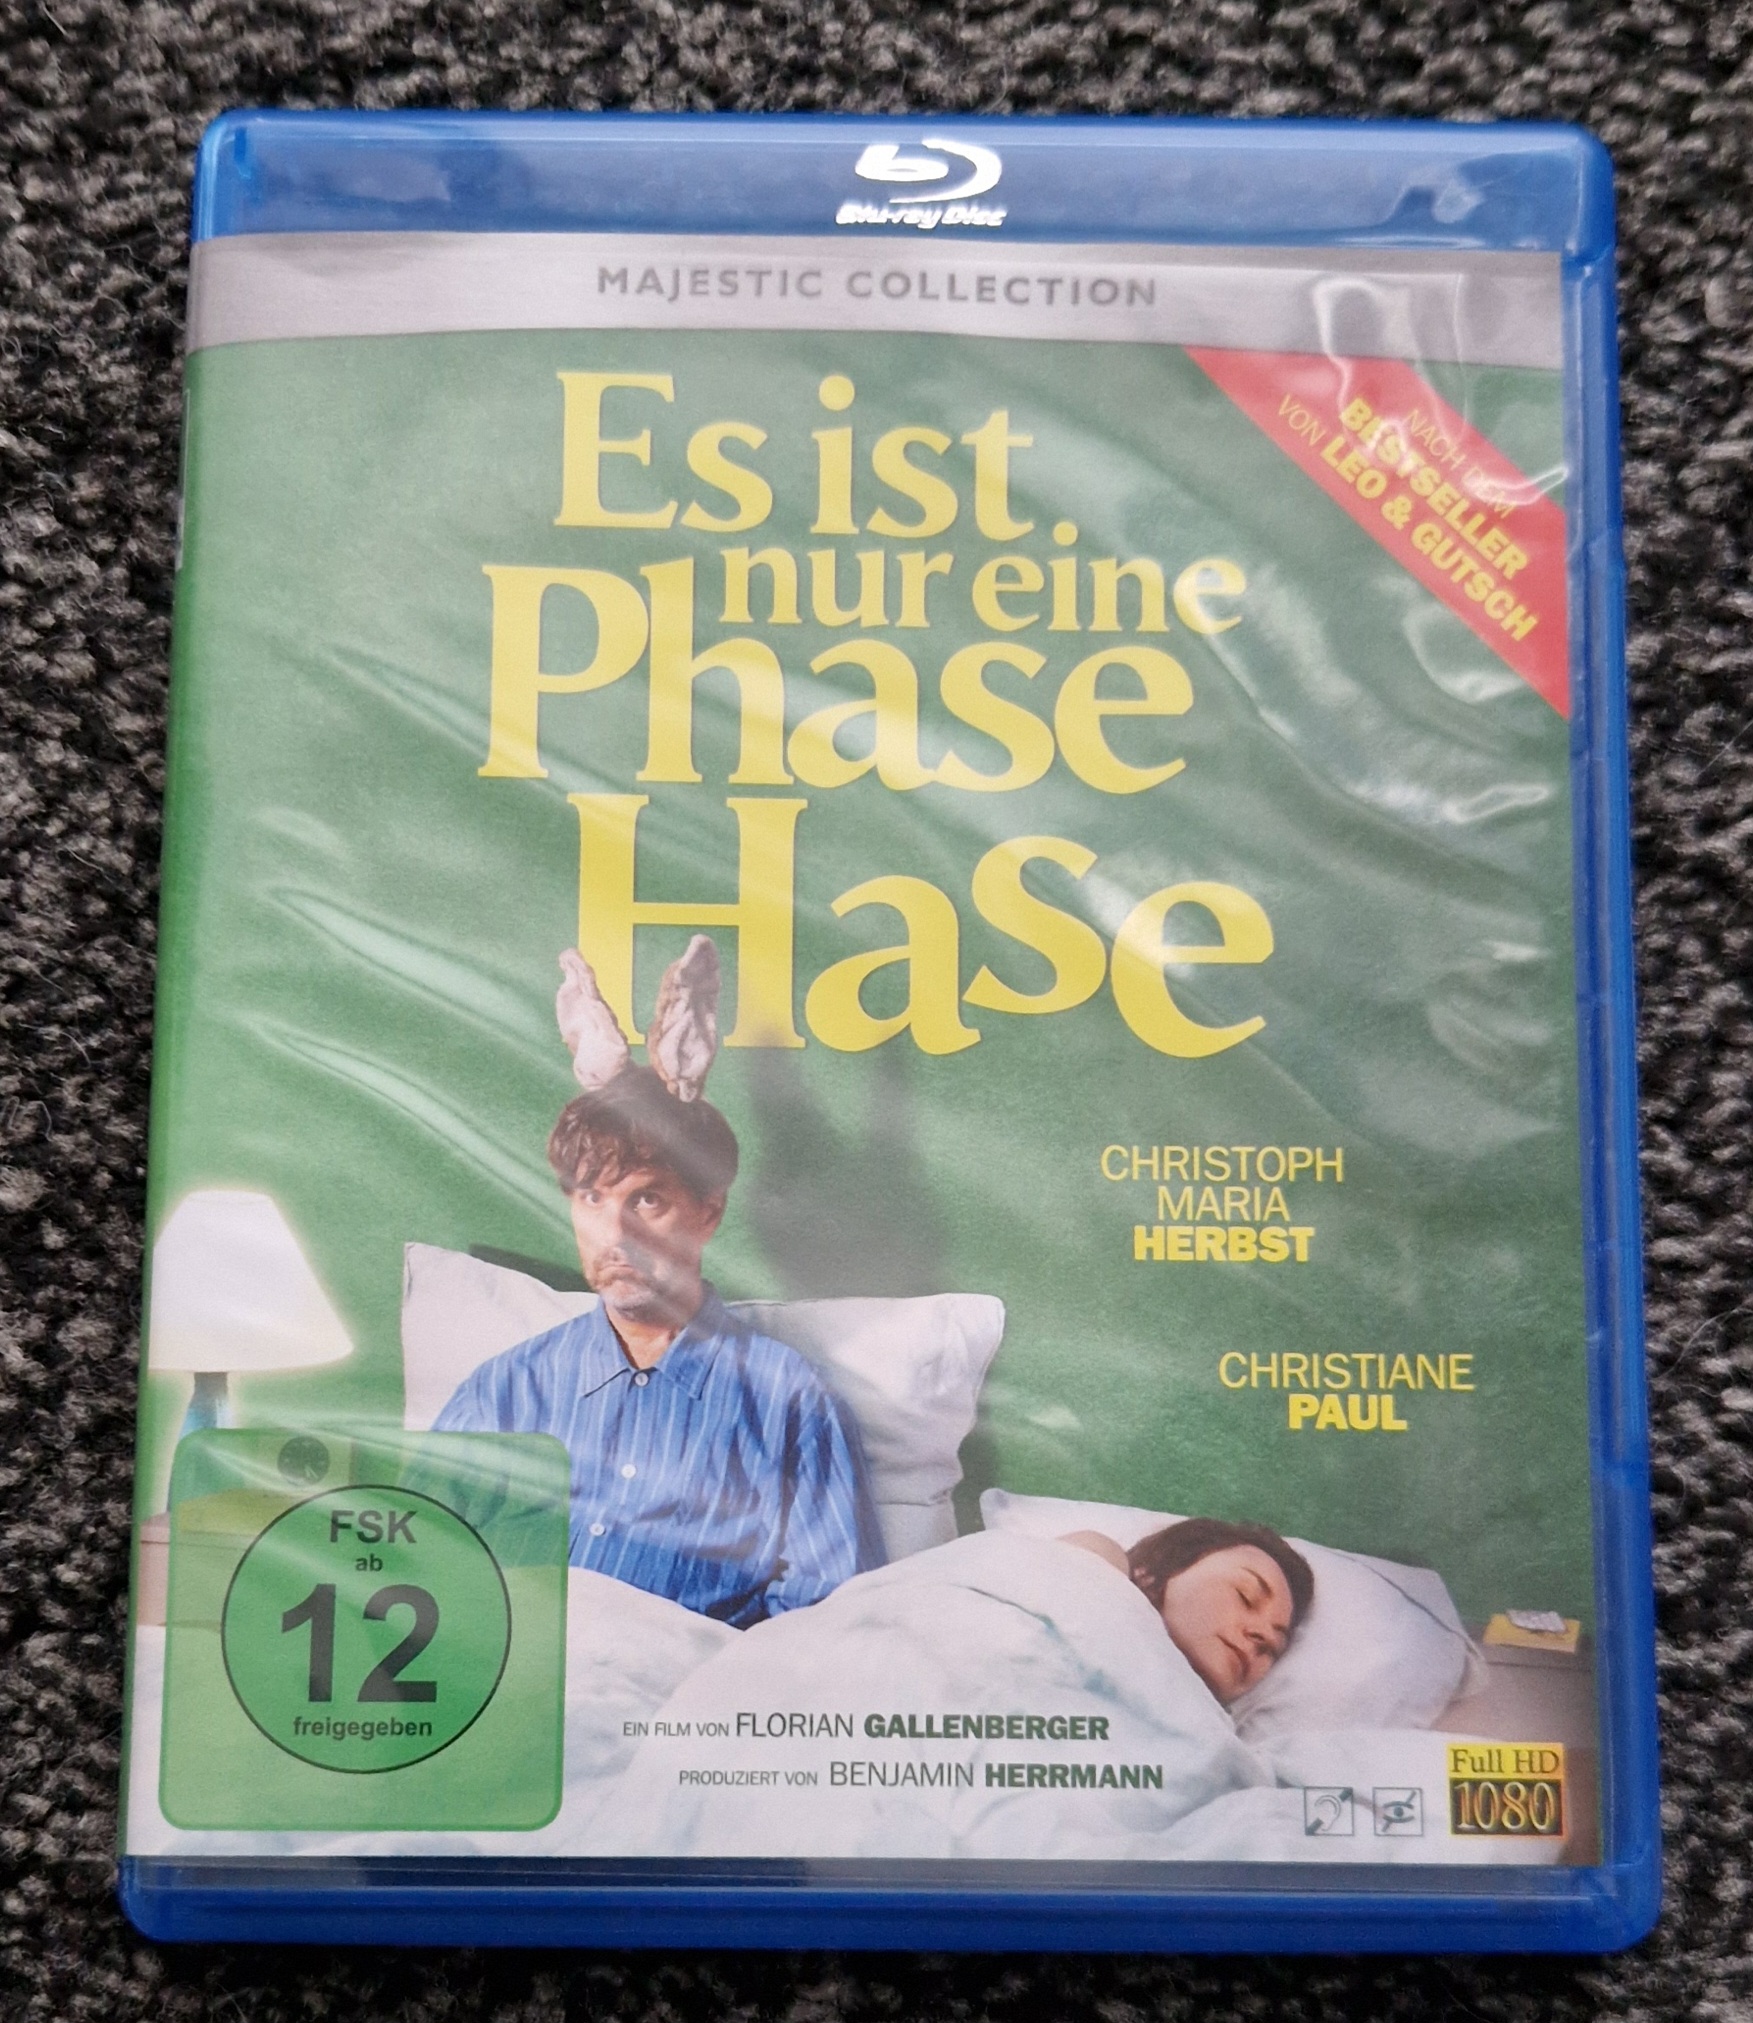 Blu-ray Disc
MAJESTIC COLLECTION
NACH DEM
BESTSELLER
VON LEO & GUTSCH
Es ist
nur eine
Phase
Hase
CHRISTOPH
MARIA
HERBST
CHRISTIANE
PAUL
FSK
ab
12
freigegeben
EIN FILM VON FLORIAN GALLENBERGER
PRODUZIERT VON BENJAMIN HERRMANN
Full HD
1080